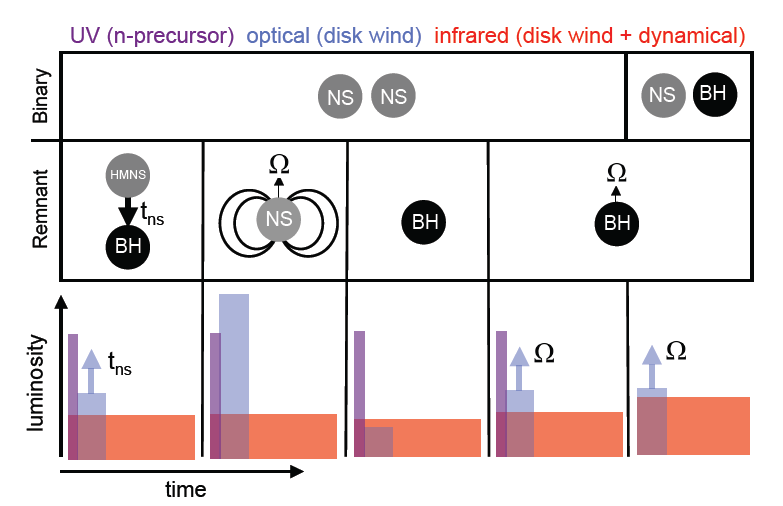 UV (n-precursor) optical (disk wind) infrared (disk wind + dynamical)
Binary
NS NS
NS BH
Remnant
HMNS
tns
BH
Ω
NS
BH
Ω
BH
luminosity
tns
Ω
Ω
time